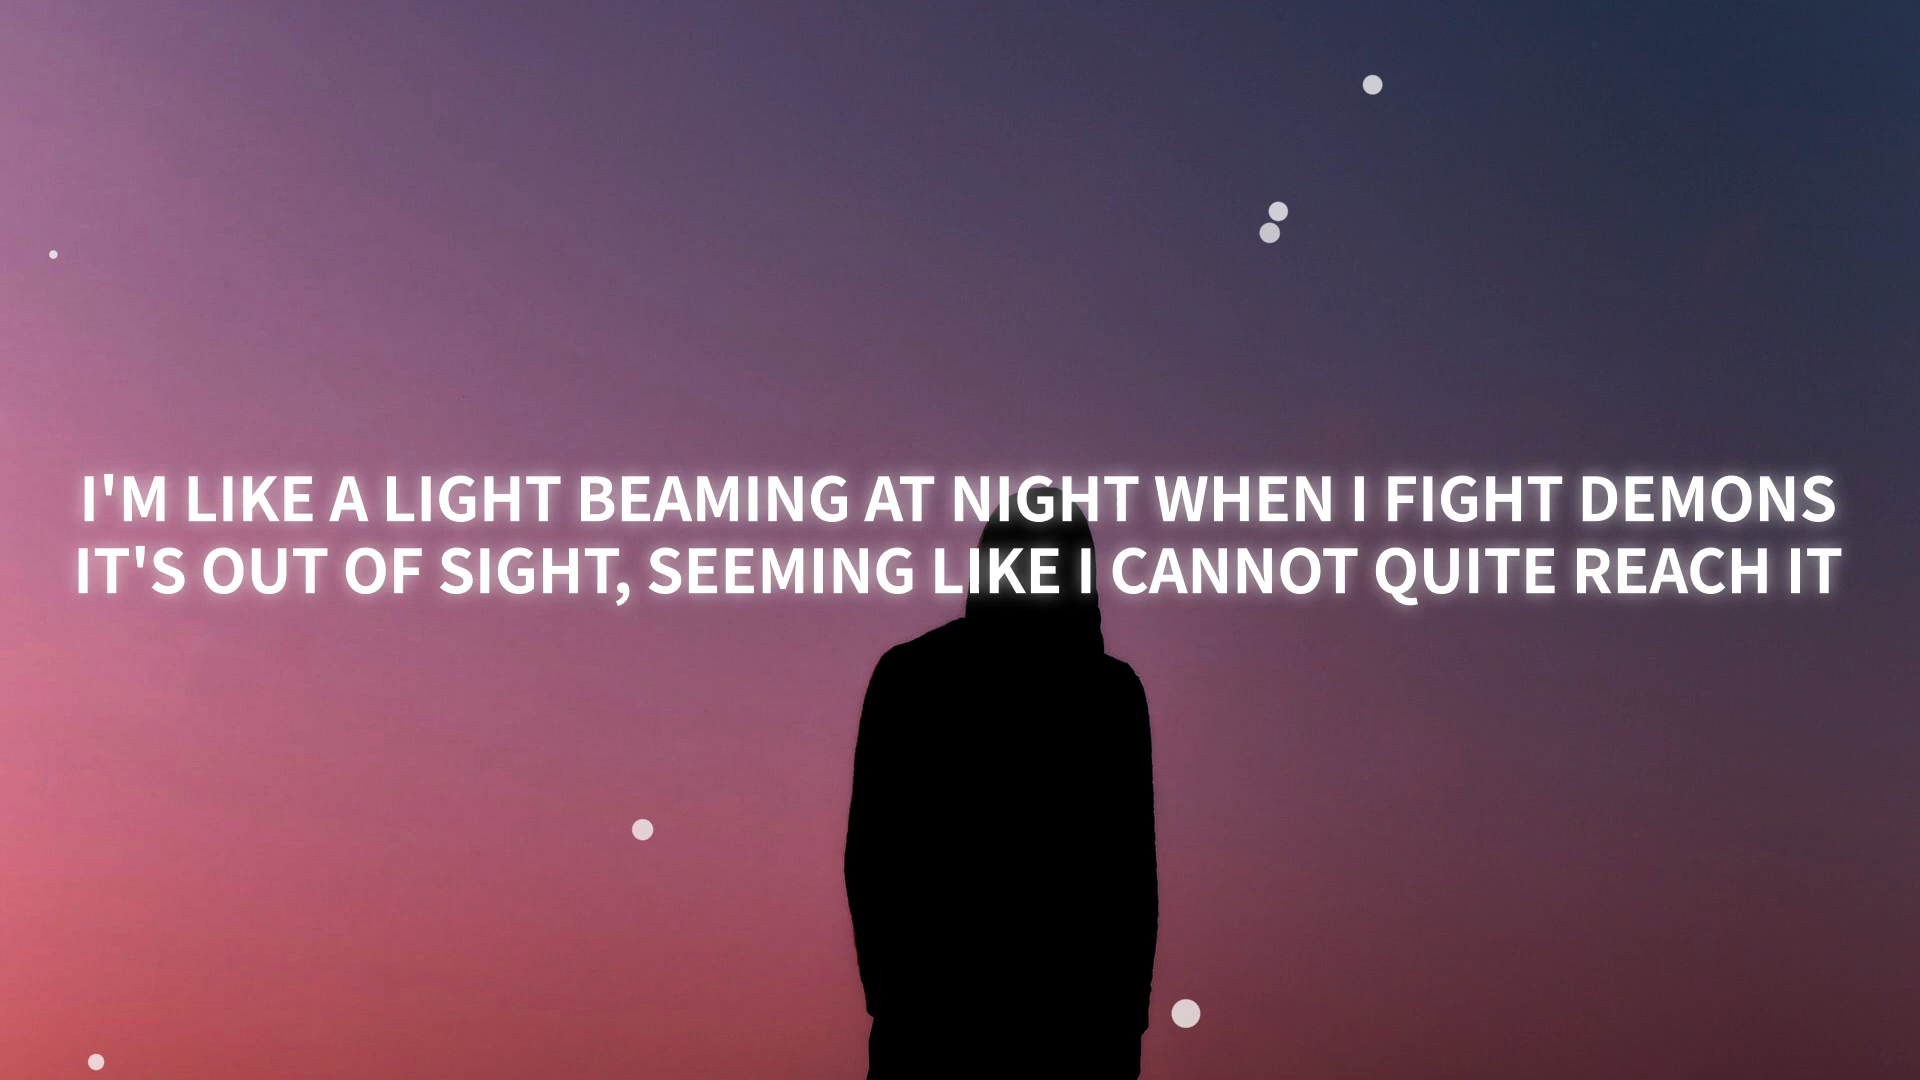 I'M LIKE A LIGHT BEAMING AT NIGHT WHEN I FIGHT DEMONS
IT'S OUT OF SIGHT, SEEMING LIKE I CANNOT QUITE REACH IT